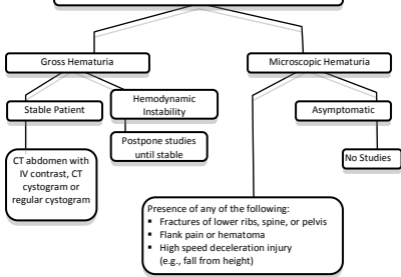 Gross Hematuria
Microscopic Hematuria
Stable Patient
Hemodynamic
Instability
Asymptomatic
Postpone studies
until stable
CT abdomen with
IV contrast, CT
cystogram or
regular cystogram
No Studies
Presence of any of the following:
▪ Fractures of lower ribs, spine, or pelvis
▪ Flank pain or hematoma
▪ High speed deceleration injury
(e.g., fall from height)